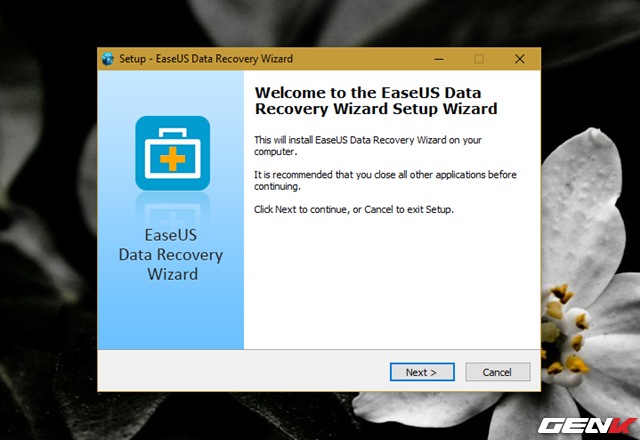 Setup - EaseUS Data Recovery Wizard
Welcome to the EaseUS Data
Recovery Wizard Setup Wizard
This will install EaseUS Data Recovery Wizard on your
computer.
It is recommended that you close all other applications before
continuing.
Click Next to continue, or Cancel to exit Setup.
EaseUS
Data Recovery
Wizard
Next >
Cancel
GENK